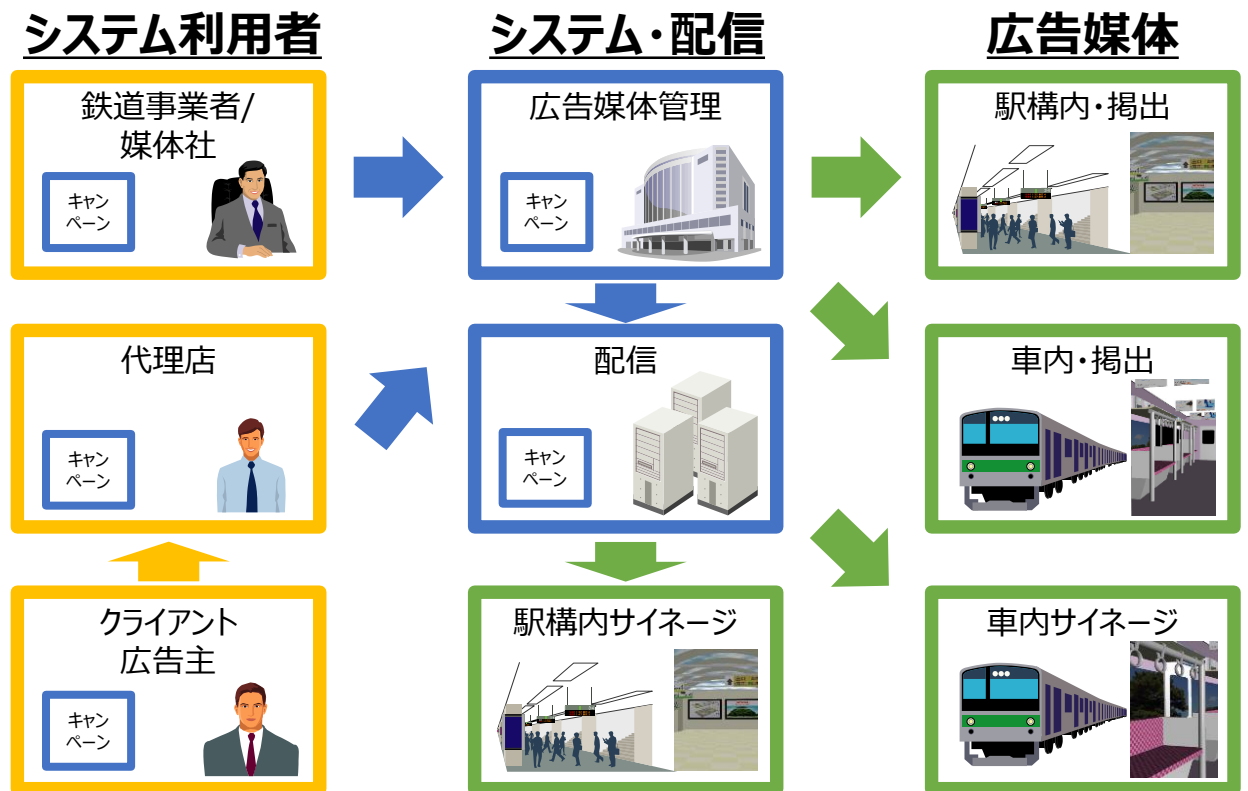 システム利用者
システム・配信
広告媒体
鉄道事業者/
媒体社
キャン
ペーン
広告媒体管理
キャン
ペーン
駅構内・掲出
代理店
キャン
ペーン
配信
キャン
ペーン
車内・掲出
クライアント
広告主
キャン
ペーン
駅構内サイネージ
車内サイネージ